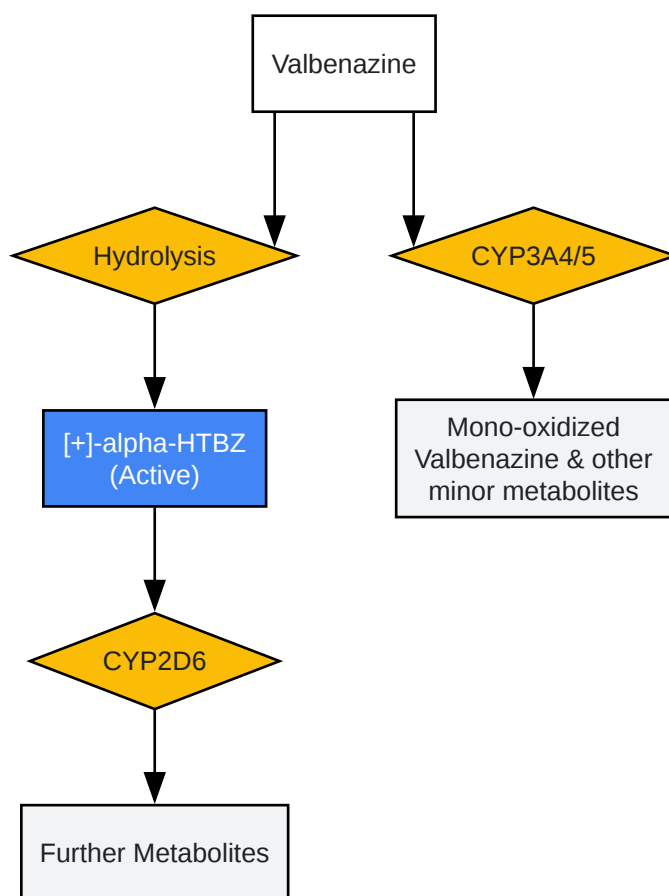 Valbenazine
Hydrolysis
CYP3A4/5
[+]-alpha-HTBZ
(Active)
Mono-oxidized
Valbenazine & other
minor metabolites
CYP2D6
Further Metabolites